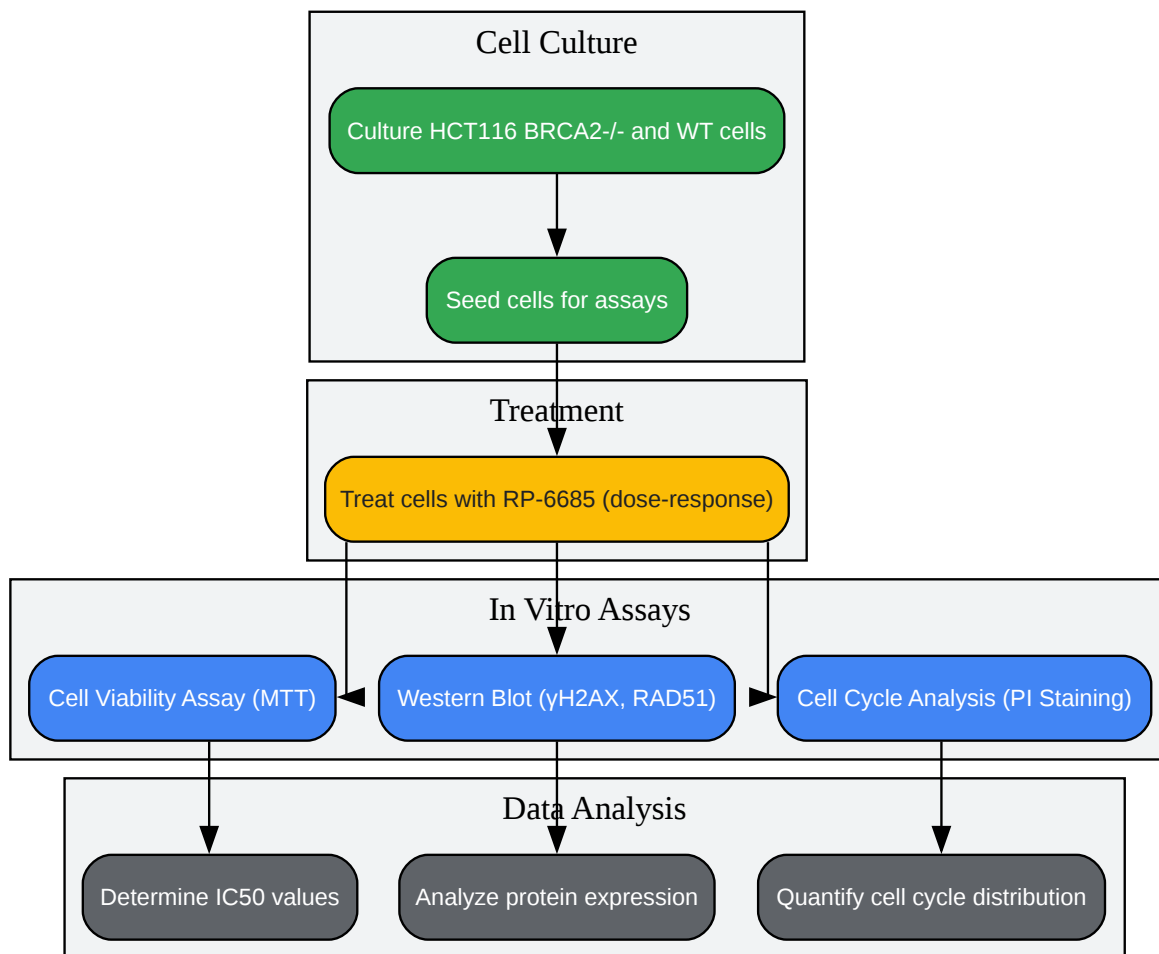 Cell Culture
Culture HCT116 BRCA2-/- and WT cells
Seed cells for assays
Treatment
Treat cells with RP-6685 (dose-response)
In Vitro Assays
Cell Viability Assay (MTT)
Western Blot (γH2AX, RAD51)
Cell Cycle Analysis (PI Staining)
Data Analysis
Determine IC50 values
Analyze protein expression
Quantify cell cycle distribution